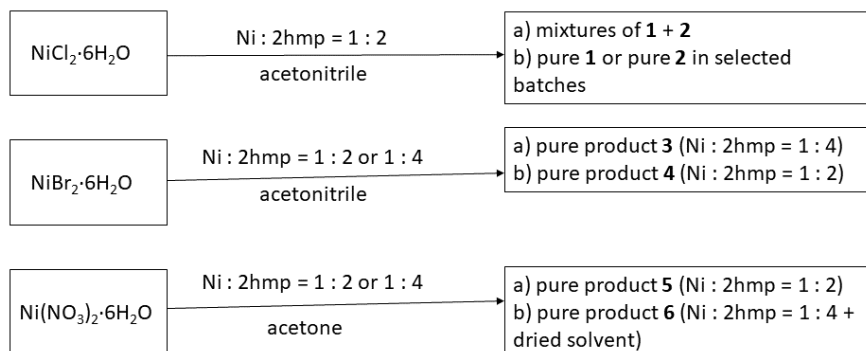 NiCl₂·6H₂O
Ni : 2hmp = 1 : 2
acetonitrile
a) mixtures of 1 + 2
b) pure 1 or pure 2 in selected
batches
NiBr₂·6H₂O
Ni : 2hmp = 1 : 2 or 1 : 4
acetonitrile
a) pure product 3 (Ni : 2hmp = 1 : 4)
b) pure product 4 (Ni : 2hmp = 1 : 2)
Ni(NO₃)₂·6H₂O
Ni : 2hmp = 1 : 2 or 1 : 4
acetone
a) pure product 5 (Ni : 2hmp = 1 : 2)
b) pure product 6 (Ni : 2hmp = 1 : 4 +
dried solvent)